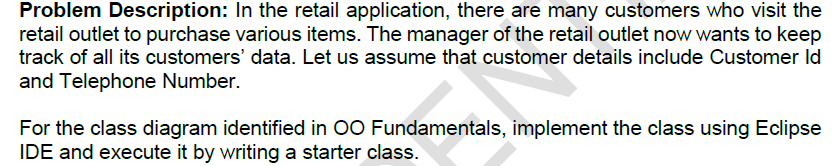 Problem Description: In the retail application, there are many customers who visit the
retail outlet to purchase various items. The manager of the retail outlet now wants to keep
track of all its customers’ data. Let us assume that customer details include Customer Id
and Telephone Number.
For the class diagram identified in OO Fundamentals, implement the class using Eclipse
IDE and execute it by writing a starter class.